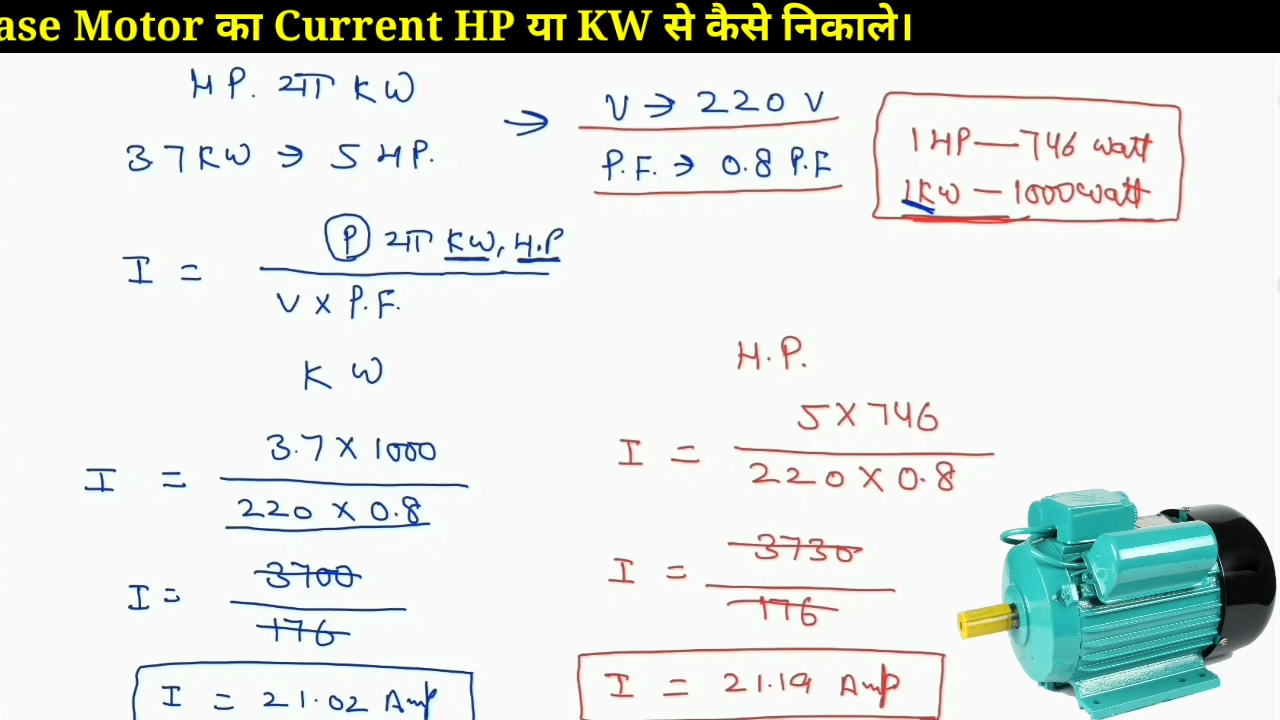 ase Motor का Current HP या KW से कैसे निकाले।
H P. या K W
3.7 KW → 5 H P.
→ V → 220 V
P.F. → 0.8 P.F
1 HP — 746 watt
1KW — 1000 watt
I = P या KW, H.P
V X P.F.
K W
I = 3.7 X 1000
220 X 0.8
I = 3700
176
I = 21.02 Amp
H.P.
I = 5 X 746
220 X 0.8
I = 3730
176
I = 21.19 Amp